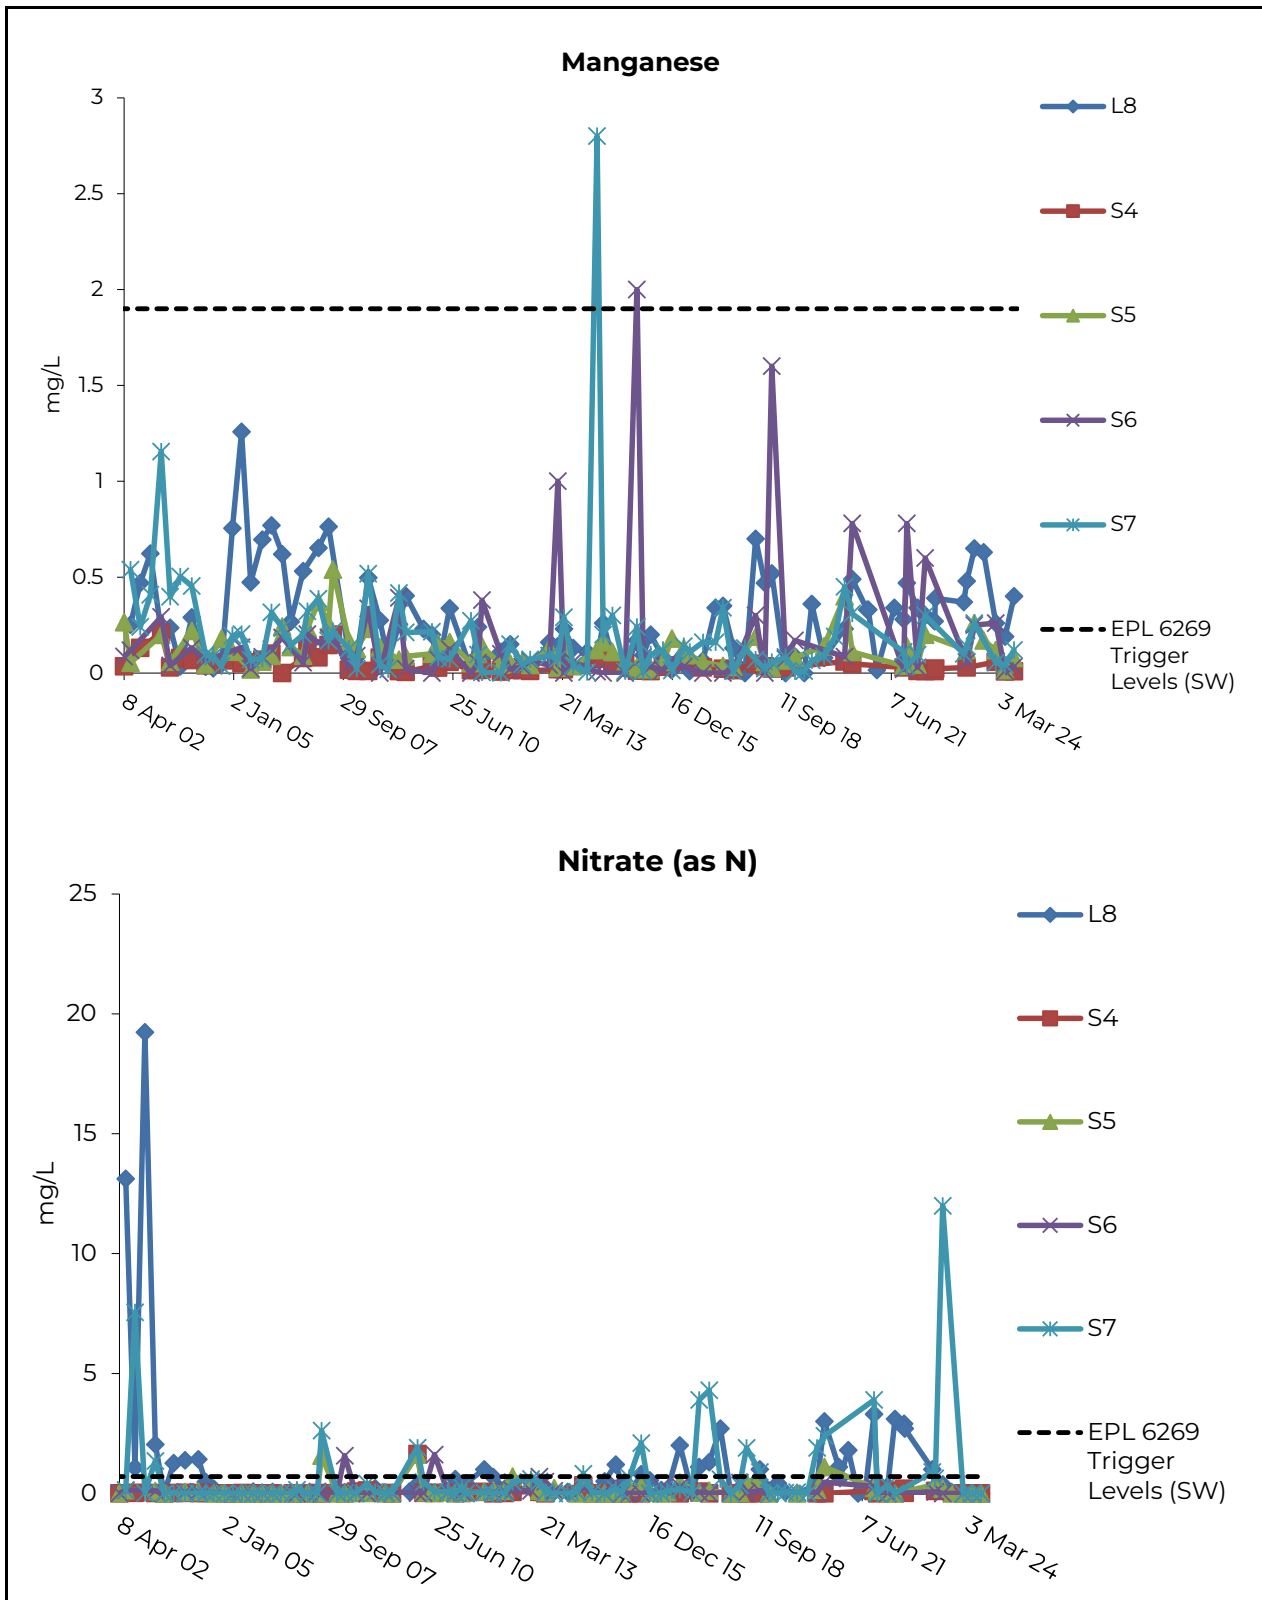 Manganese
3
2.5
2
1.5
1
0.5
0
mg/L
8 Apr 02
2 Jan 05
29 Sep 07
25 Jun 10
21 Mar 13
16 Dec 15
11 Sep 18
7 Jun 21
3 Mar 24
L8
S4
S5
S6
S7
EPL 6269
Trigger
Levels (SW)
Nitrate (as N)
25
20
15
10
5
0
mg/L
8 Apr 02
2 Jan 05
29 Sep 07
25 Jun 10
21 Mar 13
16 Dec 15
11 Sep 18
7 Jun 21
3 Mar 24
L8
S4
S5
S6
S7
EPL 6269
Trigger
Levels (SW)